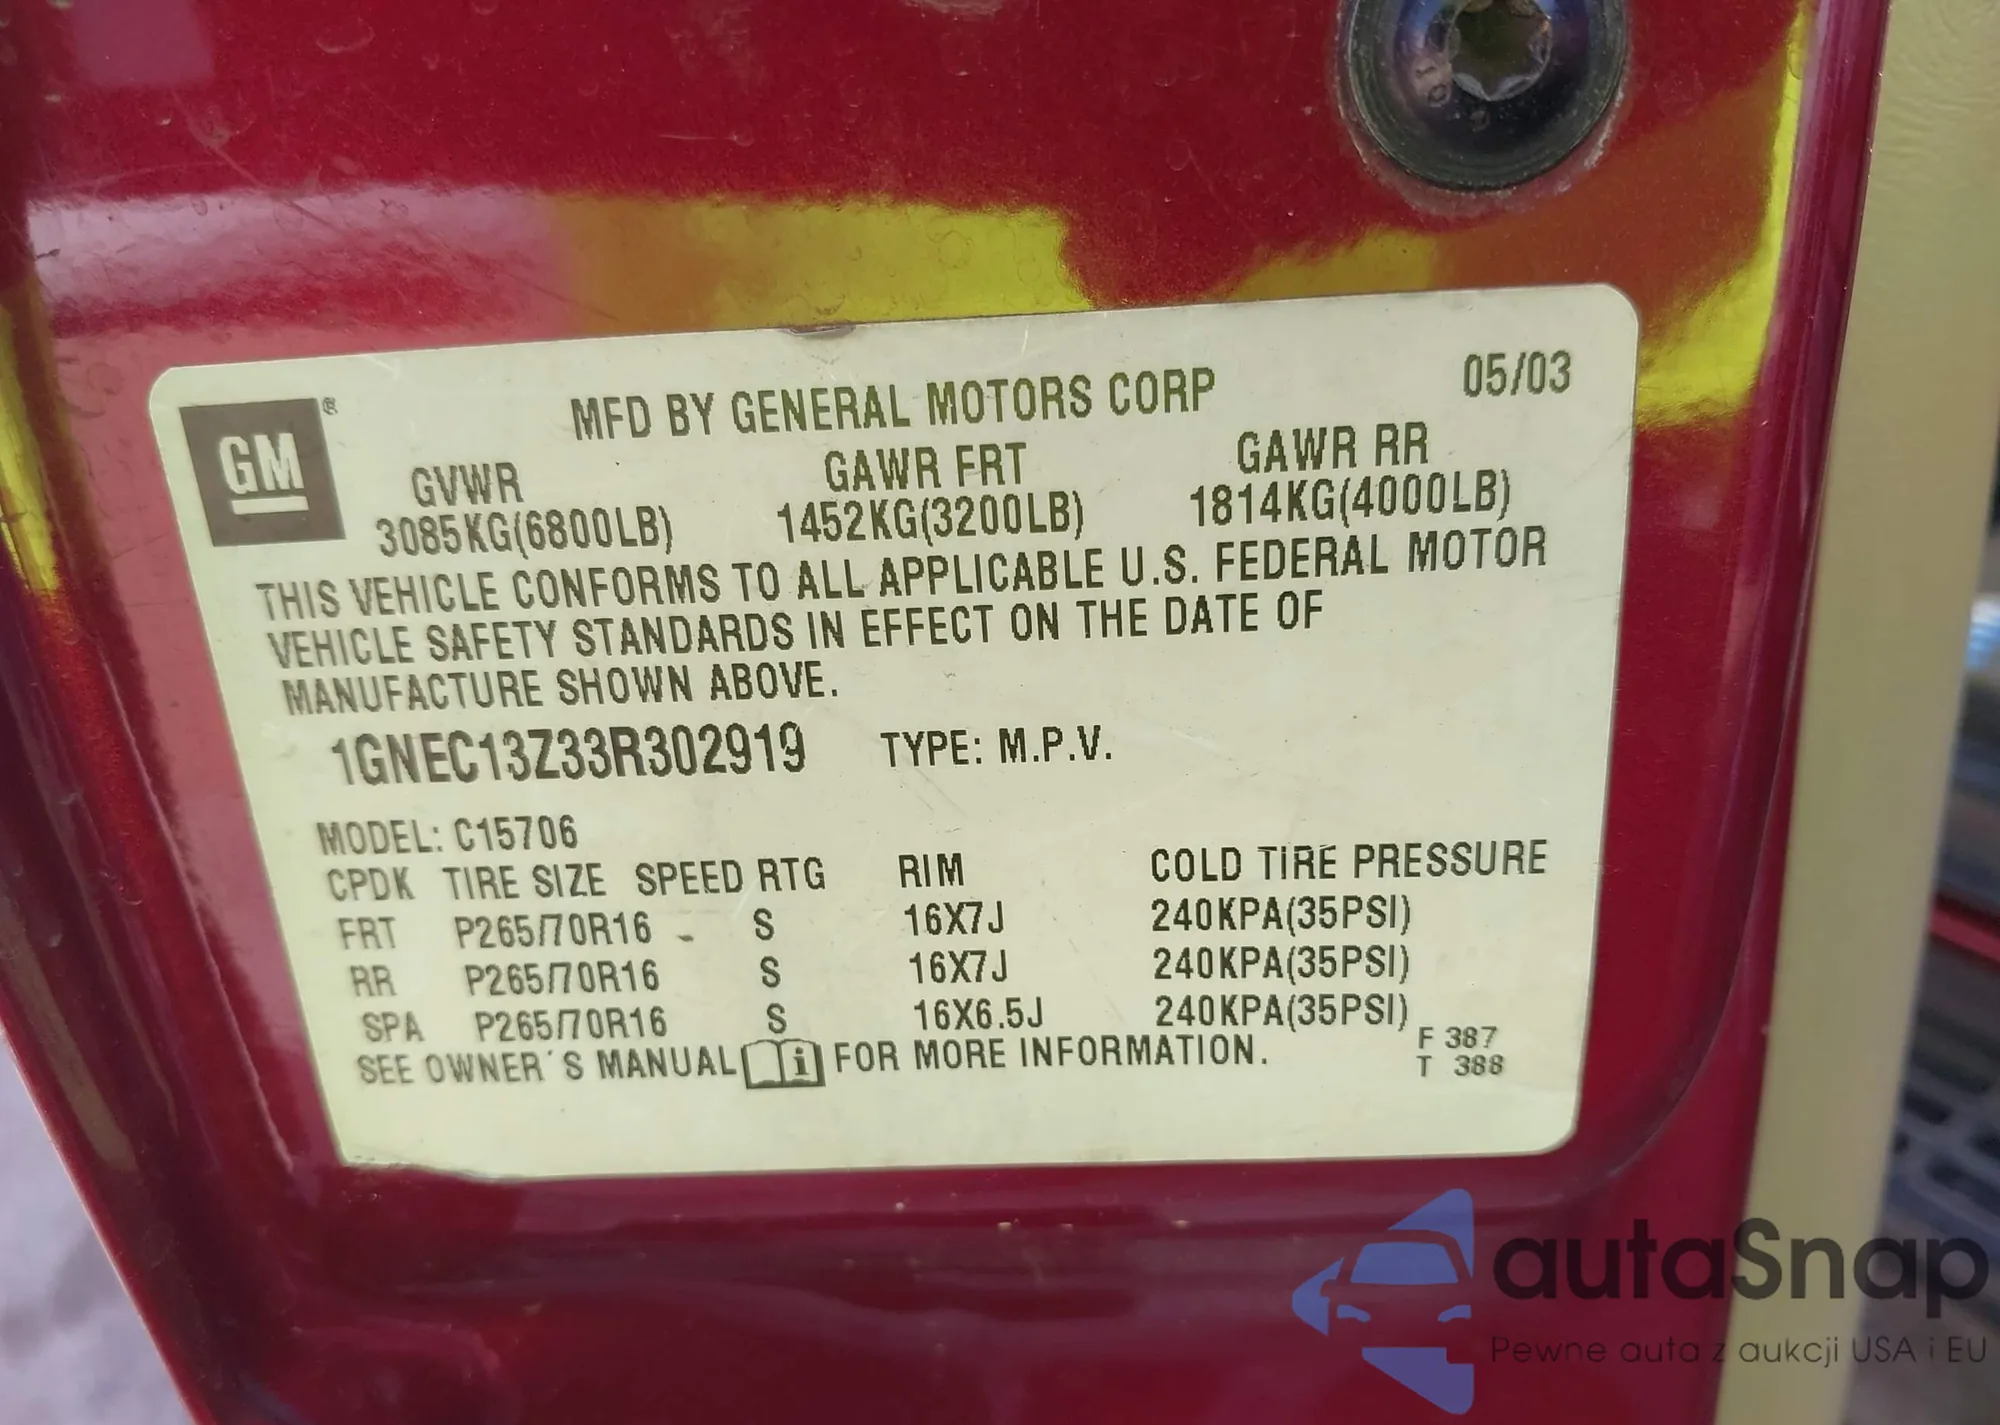 GM ®
MFD BY GENERAL MOTORS CORP 05/03
GVWR GAWR FRT GAWR RR
3085KG(6800LB) 1452KG(3200LB) 1814KG(4000LB)
THIS VEHICLE CONFORMS TO ALL APPLICABLE U.S. FEDERAL MOTOR
VEHICLE SAFETY STANDARDS IN EFFECT ON THE DATE OF
MANUFACTURE SHOWN ABOVE.
1GNEC13Z33R302919 TYPE: M.P.V.
MODEL: C15706
CPDK TIRE SIZE SPEED RTG RIM COLD TIRE PRESSURE
FRT P265/70R16 S 16X7J 240KPA(35PSI)
RR P265/70R16 S 16X7J 240KPA(35PSI)
SPA P265/70R16 S 16X6.5J 240KPA(35PSI)
SEE OWNER´S MANUAL i FOR MORE INFORMATION.
F 387
T 388
autaSnap
Pewne auta z aukcji USA i EU